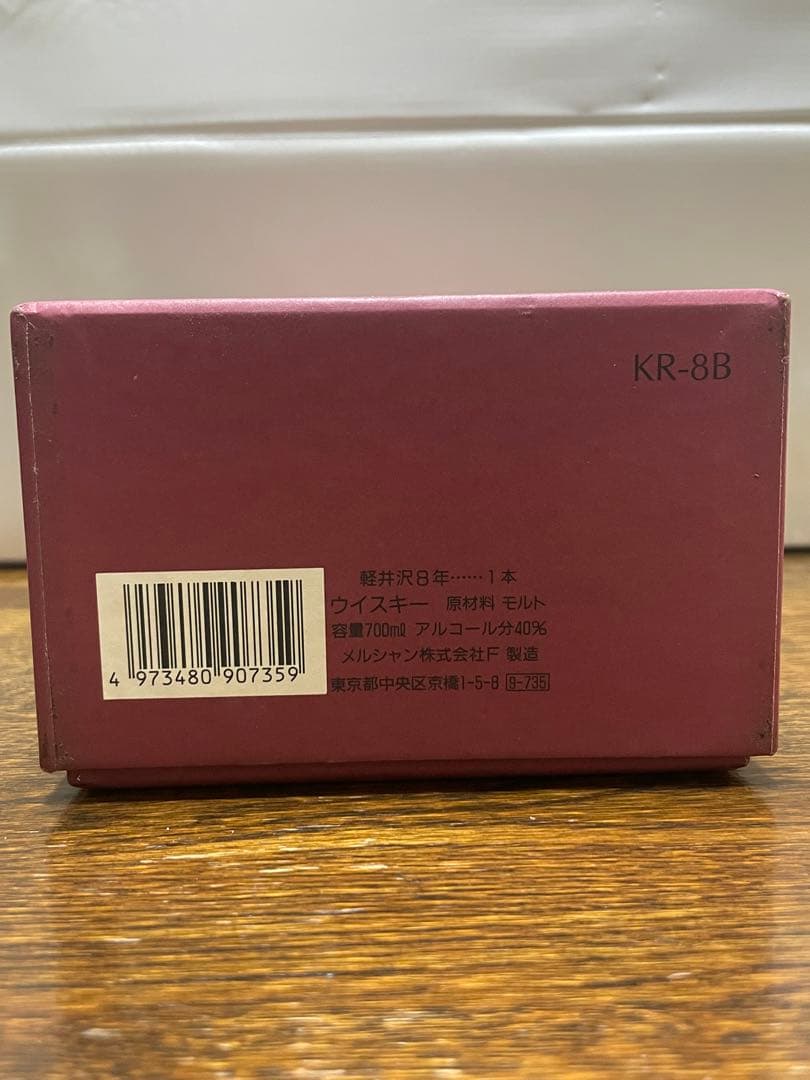 KR-8B
軽井沢8年……1本
ウイスキー 原材料 モルト
容量700mℓ アルコール分40%
メルシャン株式会社F 製造
東京都中央区京橋1-5-8 9-735
4 973480 907359